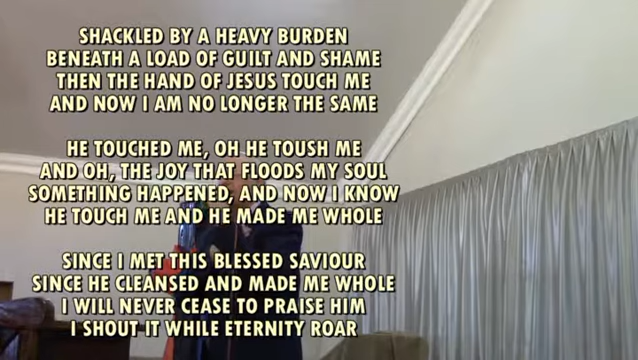 SHACKLED BY A HEAVY BURDEN
BENEATH A LOAD OF GUILT AND SHAME
THEN THE HAND OF JESUS TOUCH ME
AND NOW I AM NO LONGER THE SAME
HE TOUCHED ME, OH HE TOUSH ME
AND OH, THE JOY THAT FLOODS MY SOUL
SOMETHING HAPPENED, AND NOW I KNOW
HE TOUCH ME AND HE MADE ME WHOLE
SINCE I MET THIS BLESSED SAVIOUR
SINCE HE CLEANSED AND MADE ME WHOLE
I WILL NEVER CEASE TO PRAISE HIM
I SHOUT IT WHILE ETERNITY ROAR